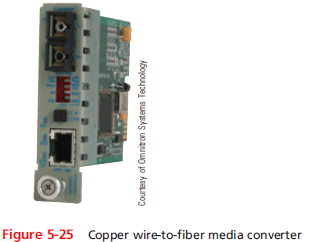 Courtesy of Omnitron Systems Technology
Figure 5-25 Copper wire-to-fiber media converter